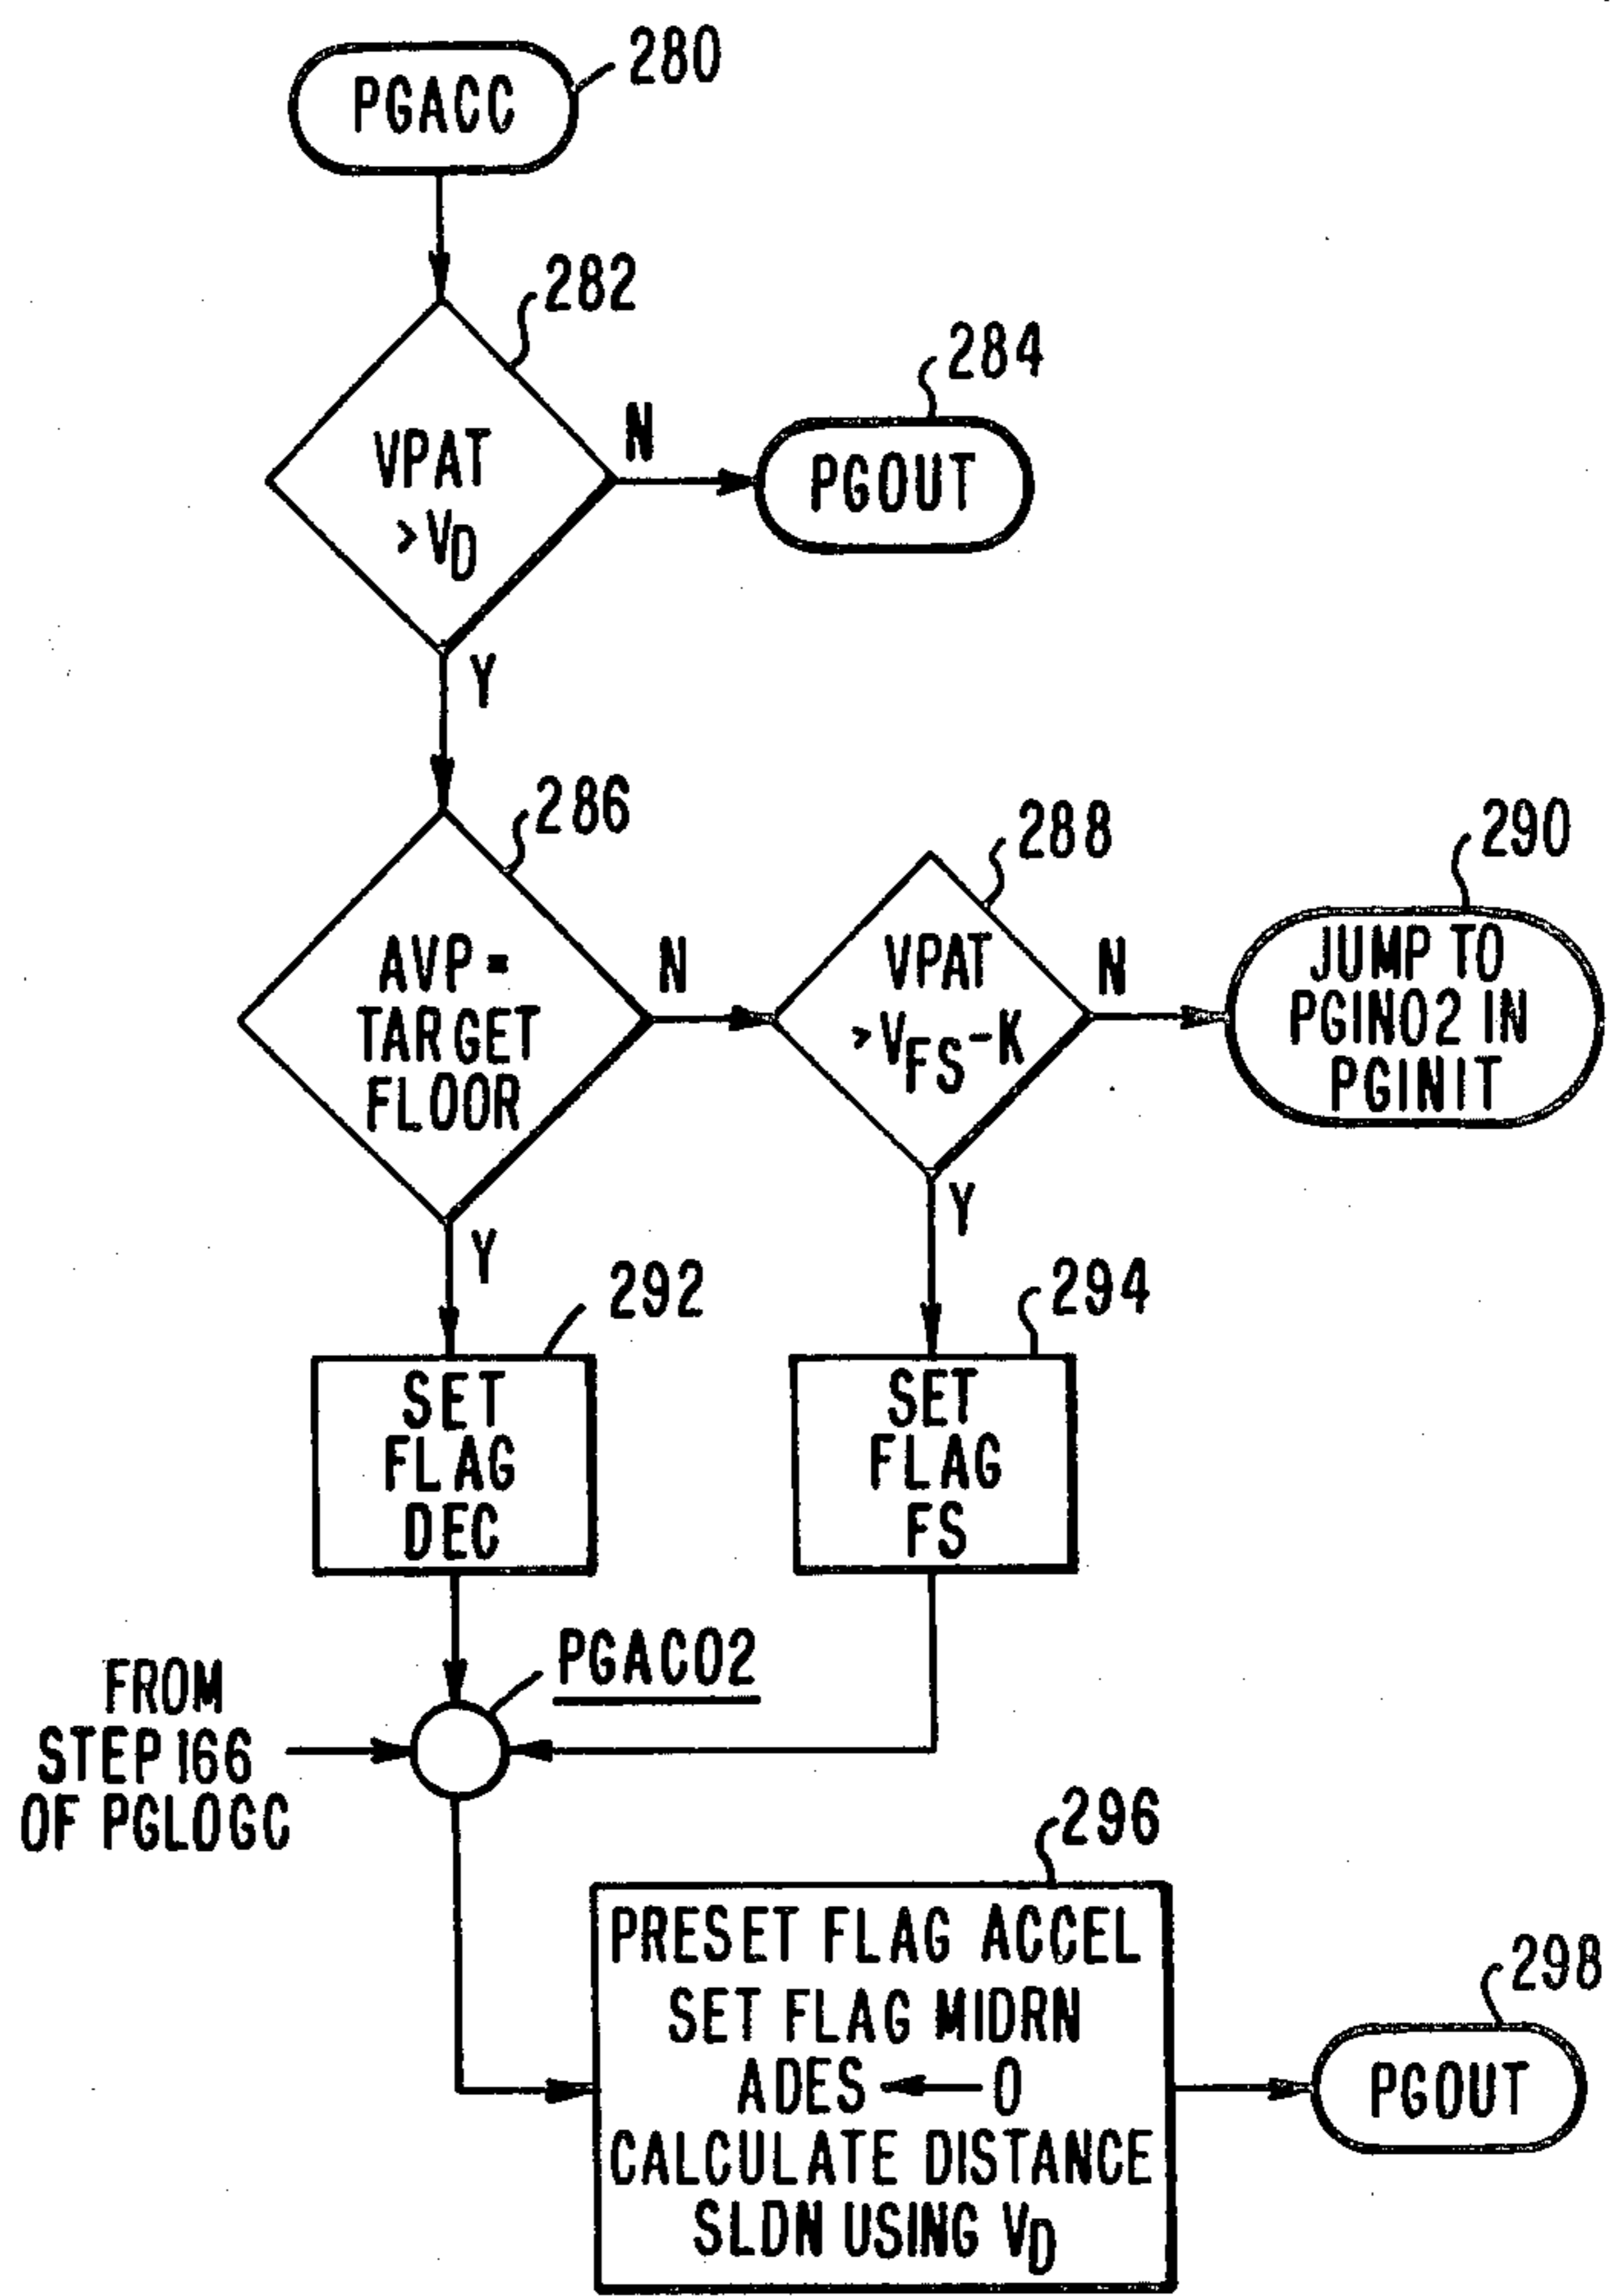 280
PGACC
282
VPAT
>VD
N
284
PGOUT
Y
286
AVP =
TARGET
FLOOR
N
288
VPAT
>VFS-K
N
290
JUMP TO
PGIN02 IN
PGINIT
Y
Y
292
SET
FLAG
DEC
294
SET
FLAG
FS
PGAC02
FROM
STEP 166
OF PGLOGC
296
PRESET FLAG ACCEL
SET FLAG MIDRN
ADES ← 0
CALCULATE DISTANCE
SLDN USING VD
298
PGOUT